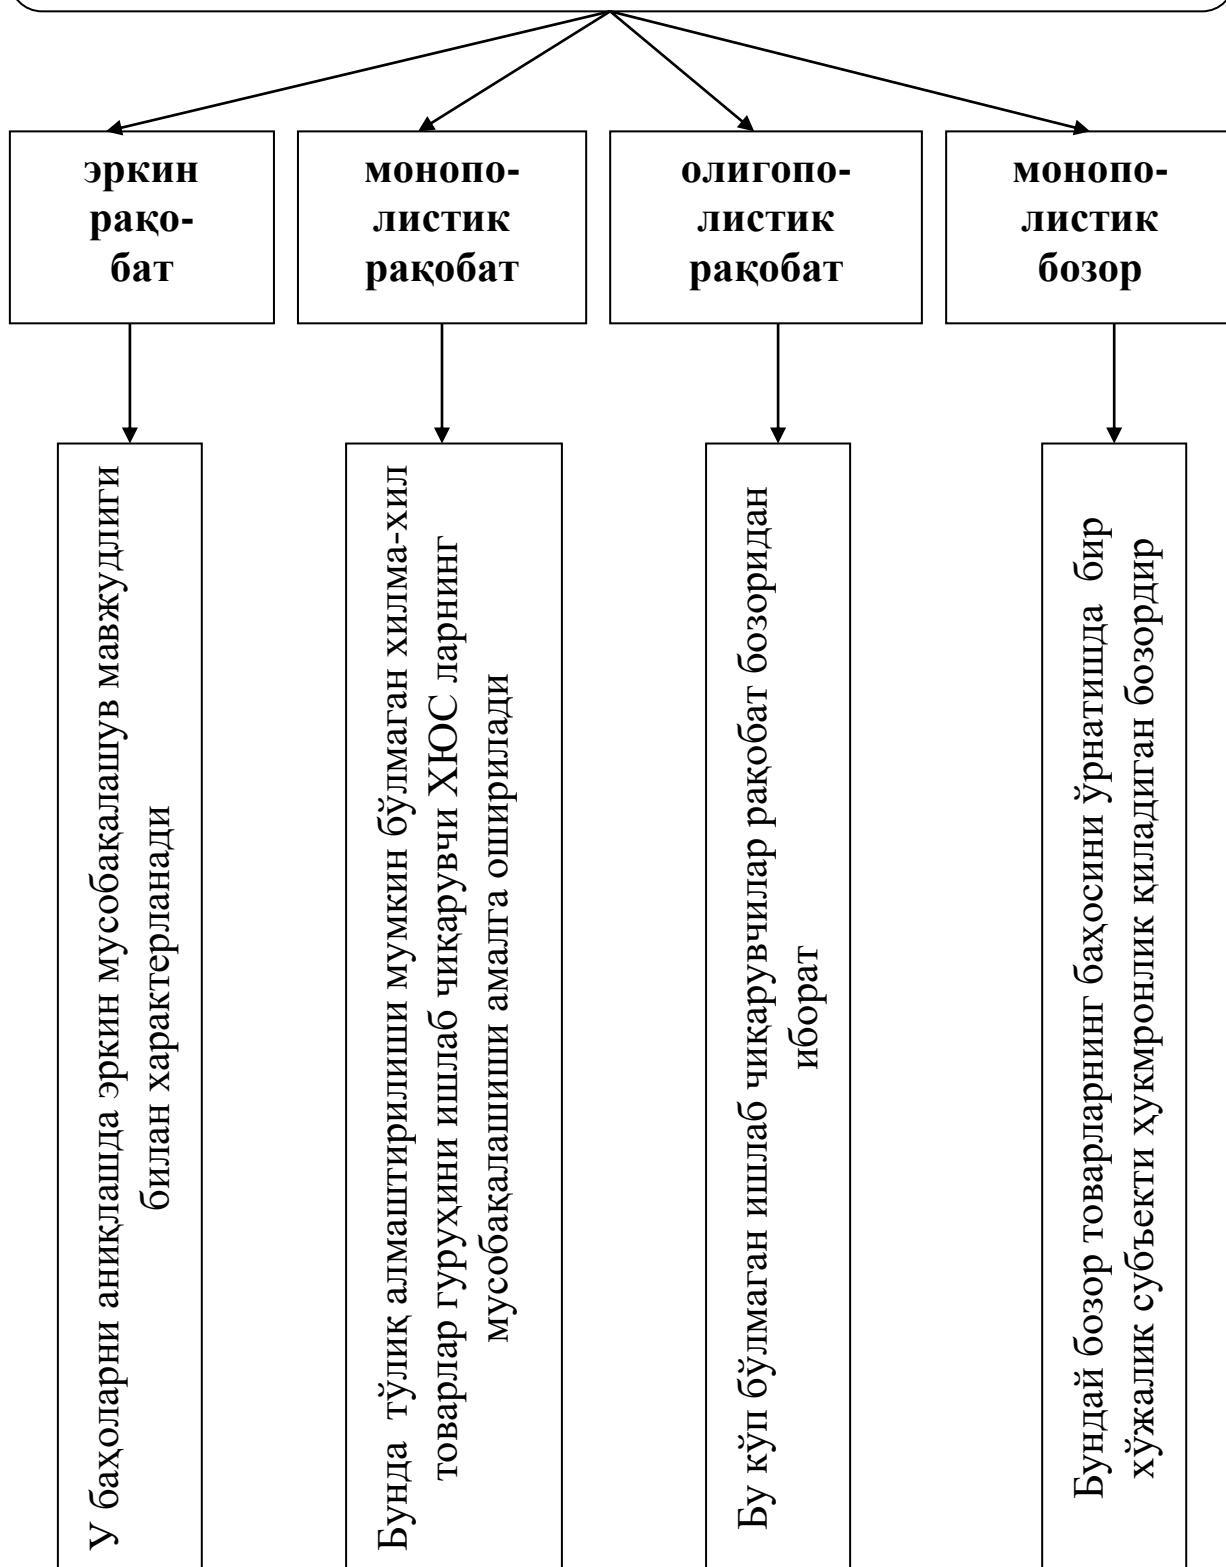 эркин
рақо-
бат
монопо-
листик
рақобат
олигопо-
листик
рақобат
монопо-
листик
бозор
У баҳоларни аниқлашда эркин мусобақалашув мавжудлиги
билан характерланади
Бунда тўлиқ алмаштирилиши мумкин бўлмаган хилма-хил
товарлар гуруҳини ишлаб чиқарувчи ХЮС ларнинг
мусобақалашиши амалга оширилади
Бу кўп бўлмаган ишлаб чиқарувчилар рақобат бозоридан
иборат
Бундай бозор товарларнинг баҳосини ўрнатишда бир
хўжалик субъекти ҳукмронлик қиладиган бозордир